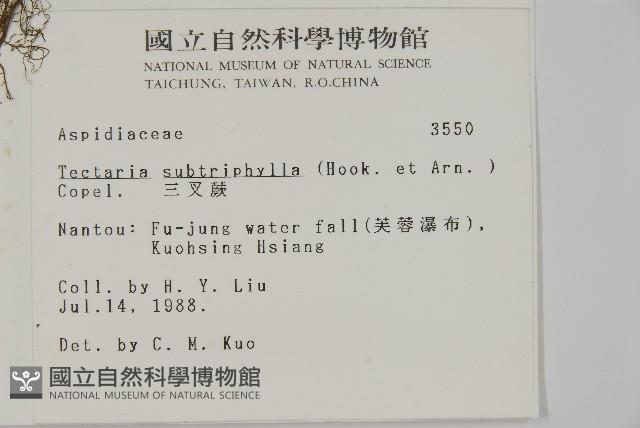 國立自然科學博物館
NATIONAL MUSEUM OF NATURAL SCIENCE
TAICHUNG, TAIWAN, R.O.CHINA
Aspidiaceae 3550
Tectaria subtriphylla (Hook. et Arn. )
Copel. 三叉蕨
Nantou: Fu-jung water fall(芙蓉瀑布),
Kuohsing Hsiang
Coll. by H. Y. Liu
Jul.14, 1988.
Det. by C. M. Kuo
國立自然科學博物館
NATIONAL MUSEUM OF NATURAL SCIENCE